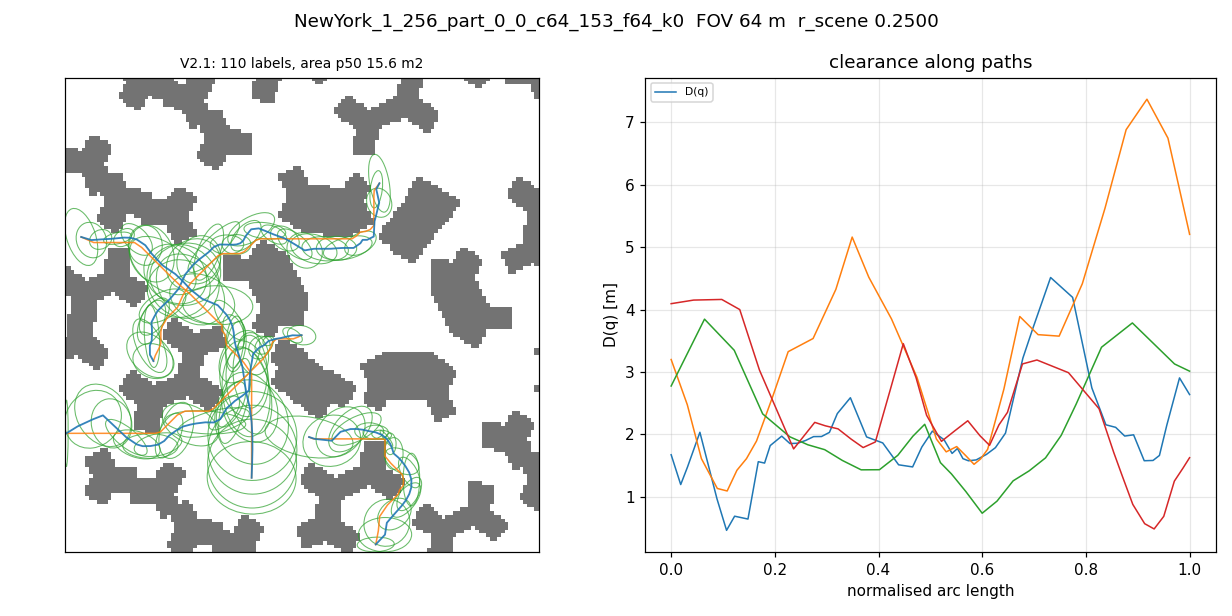 NewYork_1_256_part_0_0_c64_153_f64_k0  FOV 64 m  r_scene 0.2500
V2.1: 110 labels, area p50 15.6 m2
clearance along paths
D(q)
7
6
5
4
3
2
1
D(q) [m]
0.0 0.2 0.4 0.6 0.8 1.0
normalised arc length